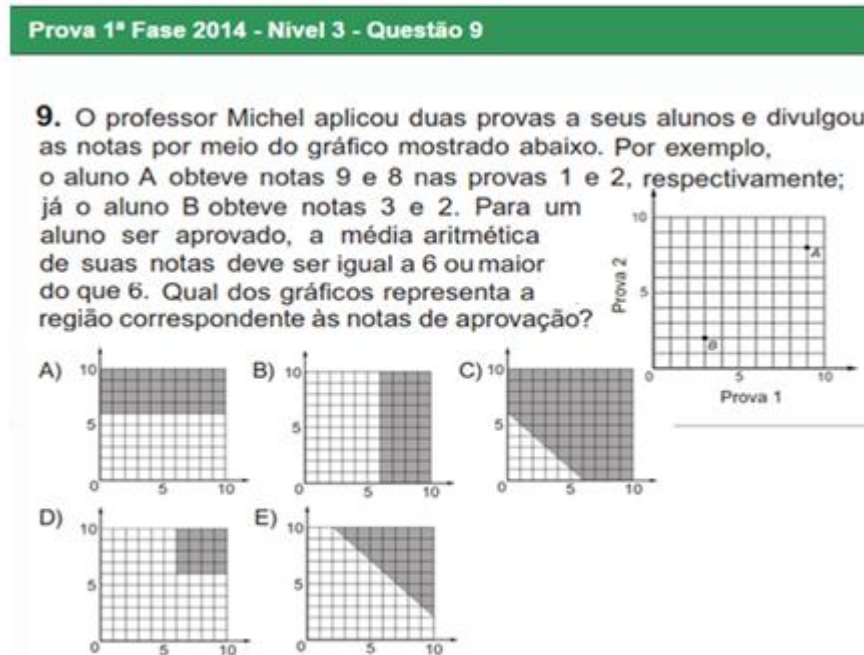 Prova 1ª Fase 2014 - Nivel 3 - Questão 9
9. O professor Michel aplicou duas provas a seus alunos e divulgou
as notas por meio do gráfico mostrado abaixo. Por exemplo,
o aluno A obteve notas 9 e 8 nas provas 1 e 2, respectivamente;
já o aluno B obteve notas 3 e 2. Para um
aluno ser aprovado, a média aritmética
de suas notas deve ser igual a 6 ou maior
do que 6. Qual dos gráficos representa a
região correspondente às notas de aprovação?
10
A
Prova 2
5
B
0 5 10
Prova 1
A) 10
5
0 5 10
B) 10
5
0 5 10
C) 10
5
0 5 10
D) 10
5
0 5 10
E) 10
5
0 5 10